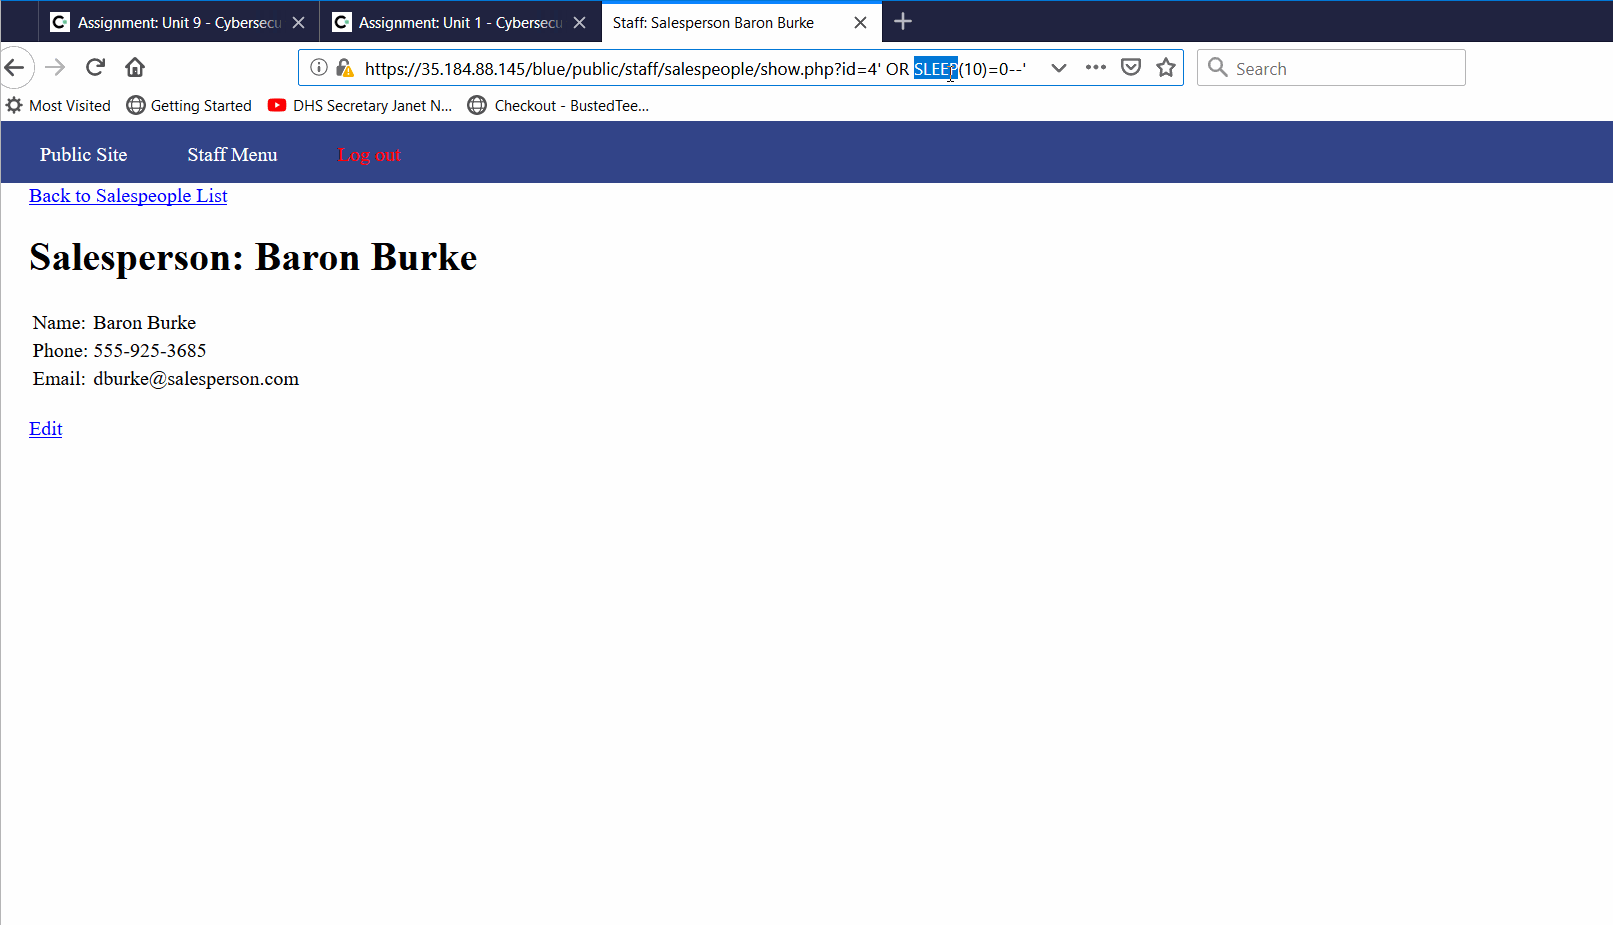 Assignment: Unit 9 - Cybersecu
Assignment: Unit 1 - Cybersecu
Staff: Salesperson Baron Burke
https://35.184.88.145/blue/public/staff/salespeople/show.php?id=4' OR SLEEP(10)=0--'
Search
Most Visited
Getting Started
DHS Secretary Janet N...
Checkout - BustedTee...
Public Site
Staff Menu
Log out
Back to Salespeople List
Salesperson: Baron Burke
Name: Baron Burke
Phone: 555-925-3685
Email: dburke@salesperson.com
Edit